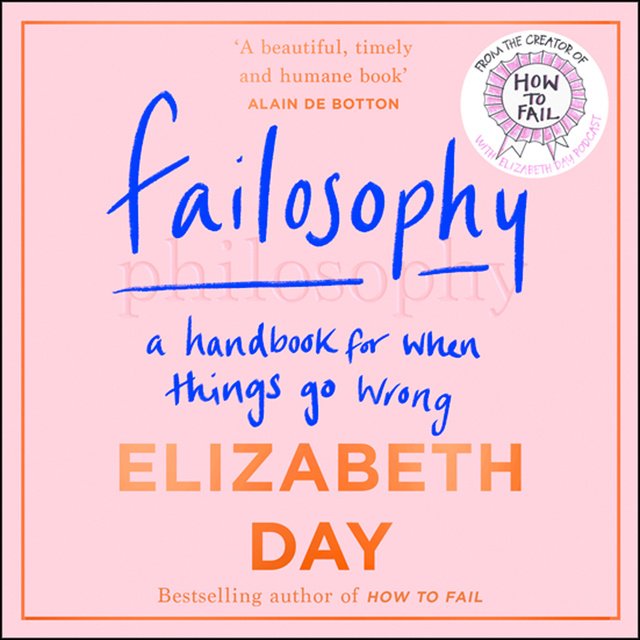 ‘A beautiful, timely
and humane book’
ALAIN DE BOTTON
FROM THE CREATOR OF
HOW
TO
FAIL
WITH ELIZABETH DAY PODCAST
failosophy
philosophy
a handbook for when
things go wrong
ELIZABETH
DAY
Bestselling author of HOW TO FAIL